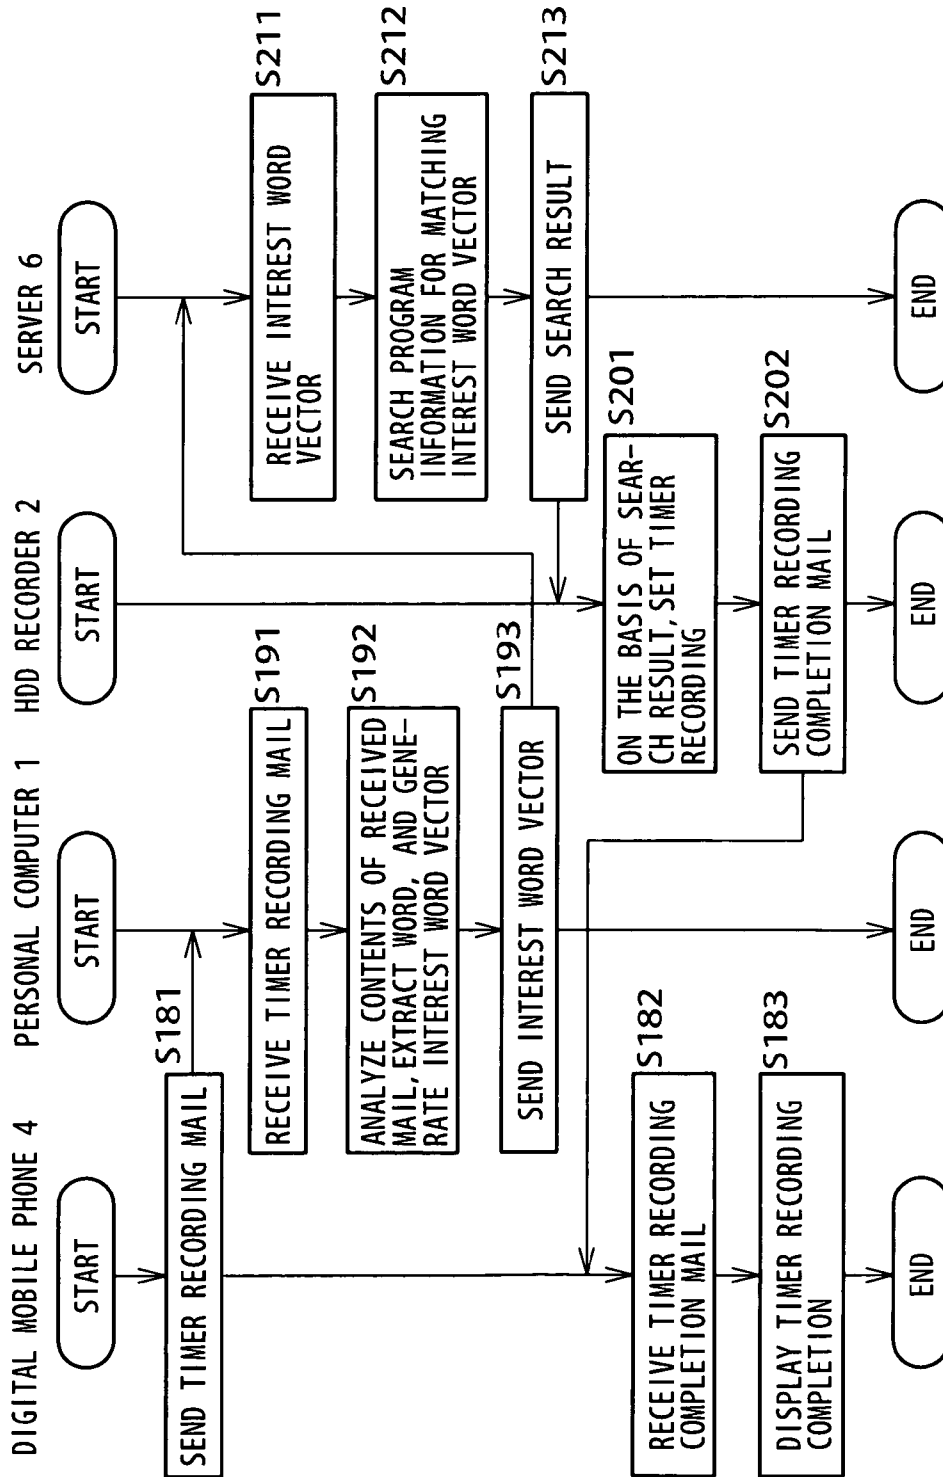 DIGITAL MOBILE PHONE 4
START
SEND TIMER RECORDING MAIL
S181
RECEIVE TIMER RECORDING
COMPLETION MAIL
S182
DISPLAY TIMER RECORDING
COMPLETION
S183
END
PERSONAL COMPUTER 1
START
RECEIVE TIMER RECORDING MAIL
S191
ANALYZE CONTENTS OF RECEIVED
MAIL, EXTRACT WORD, AND GENE-
RATE INTEREST WORD VECTOR
S192
SEND INTEREST WORD VECTOR
S193
END
HDD RECORDER 2
START
ON THE BASIS OF SEAR-
CH RESULT, SET TIMER
RECORDING
S201
SEND TIMER RECORDING
COMPLETION MAIL
S202
END
SERVER 6
START
RECEIVE INTEREST WORD
VECTOR
S211
SEARCH PROGRAM
INFORMATION FOR MATCHING
INTEREST WORD VECTOR
S212
SEND SEARCH RESULT
S213
END